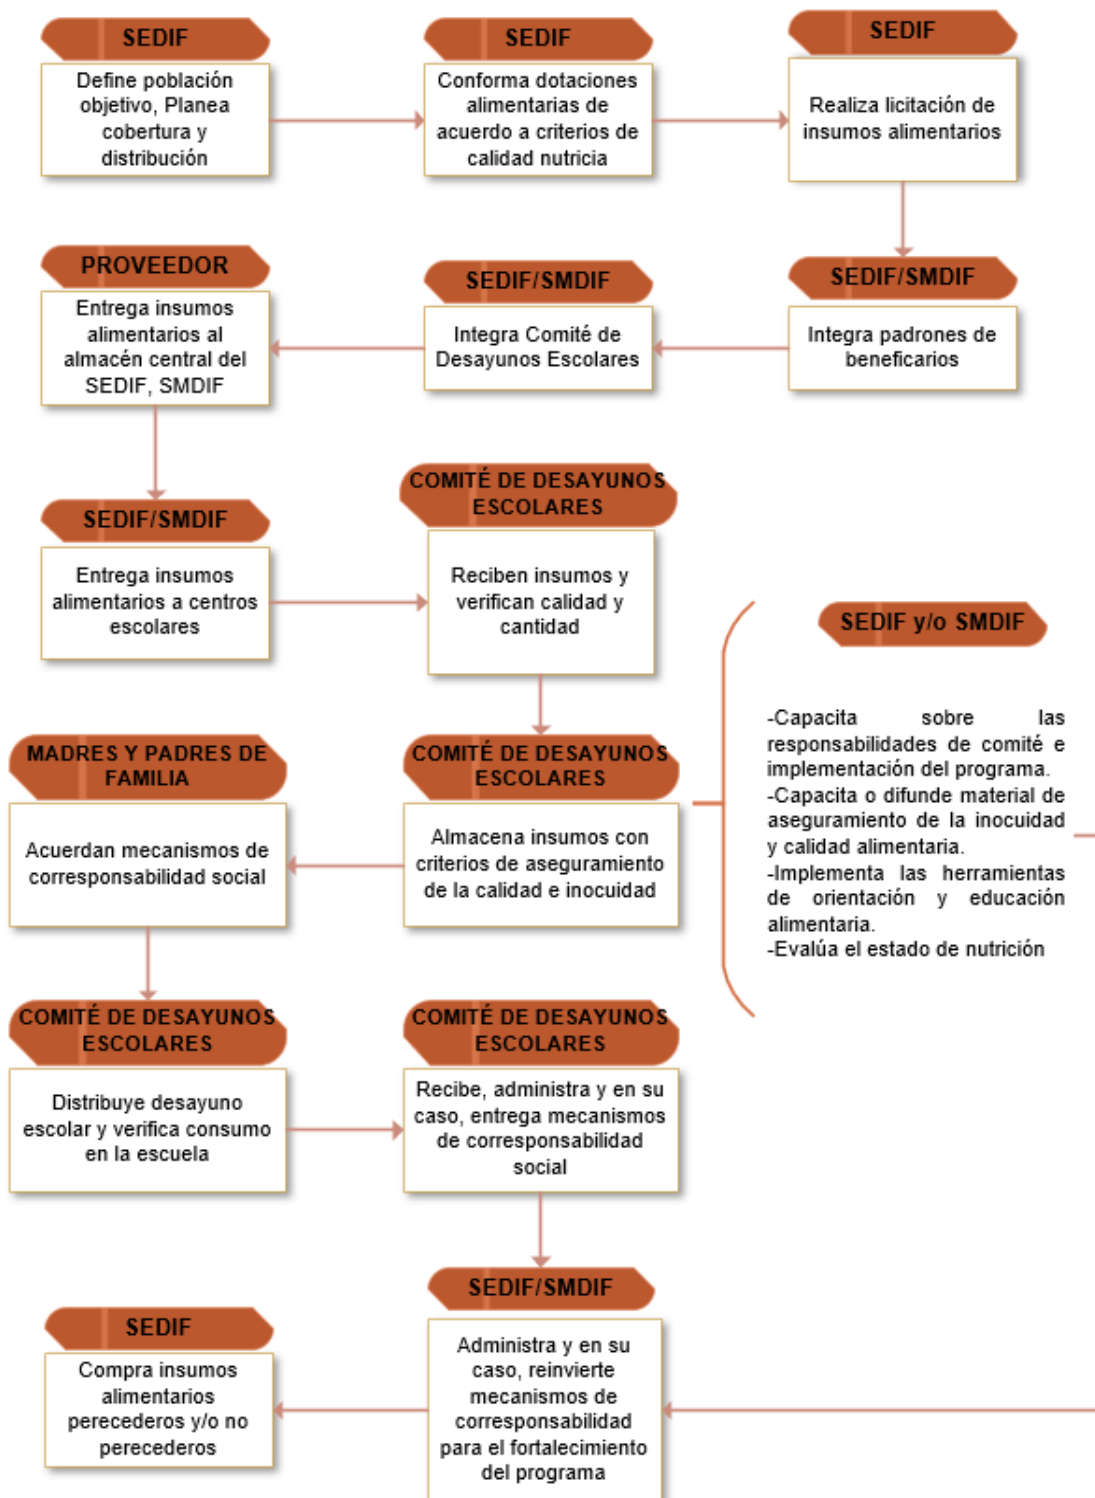 SEDIF
Define población
objetivo, Planea
cobertura y
distribución
SEDIF
Conforma dotaciones
alimentarias de
acuerdo a criterios de
calidad nutricia
SEDIF
Realiza licitación de
insumos alimentarios
SEDIF/SMDIF
Integra padrones de
beneficarios
SEDIF/SMDIF
Integra Comité de
Desayunos Escolares
PROVEEDOR
Entrega insumos
alimentarios al
almacén central del
SEDIF, SMDIF
SEDIF/SMDIF
Entrega insumos
alimentarios a centros
escolares
COMITÉ DE DESAYUNOS
ESCOLARES
Reciben insumos y
verifican calidad y
cantidad
COMITÉ DE DESAYUNOS
ESCOLARES
Almacena insumos con
criterios de aseguramiento
de la calidad e inocuidad
SEDIF y/o SMDIF
-Capacita sobre las
responsabilidades de comité e
implementación del programa.
-Capacita o difunde material de
aseguramiento de la inocuidad
y calidad alimentaria.
-Implementa las herramientas
de orientación y educación
alimentaria.
-Evalúa el estado de nutrición
MADRES Y PADRES DE
FAMILIA
Acuerdan mecanismos de
corresponsabilidad social
COMITÉ DE DESAYUNOS
ESCOLARES
Distribuye desayuno
escolar y verifica consumo
en la escuela
COMITÉ DE DESAYUNOS
ESCOLARES
Recibe, administra y en su
caso, entrega mecanismos
de corresponsabilidad
social
SEDIF/SMDIF
Administra y en su
caso, reinvierte
mecanismos de
corresponsabilidad
para el fortalecimiento
del programa
SEDIF
Compra insumos
alimentarios
perecederos y/o no
perecederos